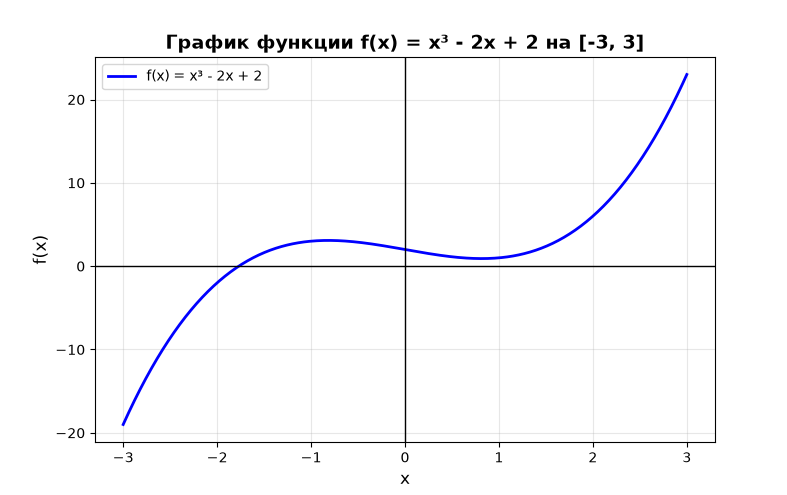 График функции f(x) = x³ - 2x + 2 на [-3, 3]
f(x) = x³ - 2x + 2
f(x)
20
10
0
−10
−20
−3 −2 −1 0 1 2 3
x